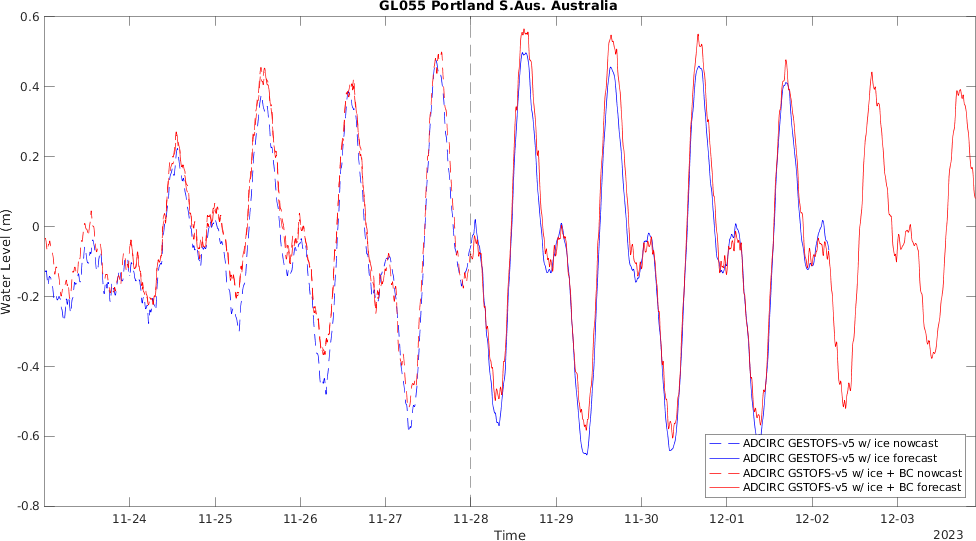 GL055 Portland S.Aus. Australia
0.6
0.4
0.2
0
-0.2
-0.4
-0.6
-0.8
Water Level (m)
11-24 11-25 11-26 11-27 11-28 11-29 11-30 12-01 12-02 12-03
Time
2023
ADCIRC GESTOFS-v5 w/ ice nowcast
ADCIRC GESTOFS-v5 w/ ice forecast
ADCIRC GSTOFS-v5 w/ ice + BC nowcast
ADCIRC GSTOFS-v5 w/ ice + BC forecast